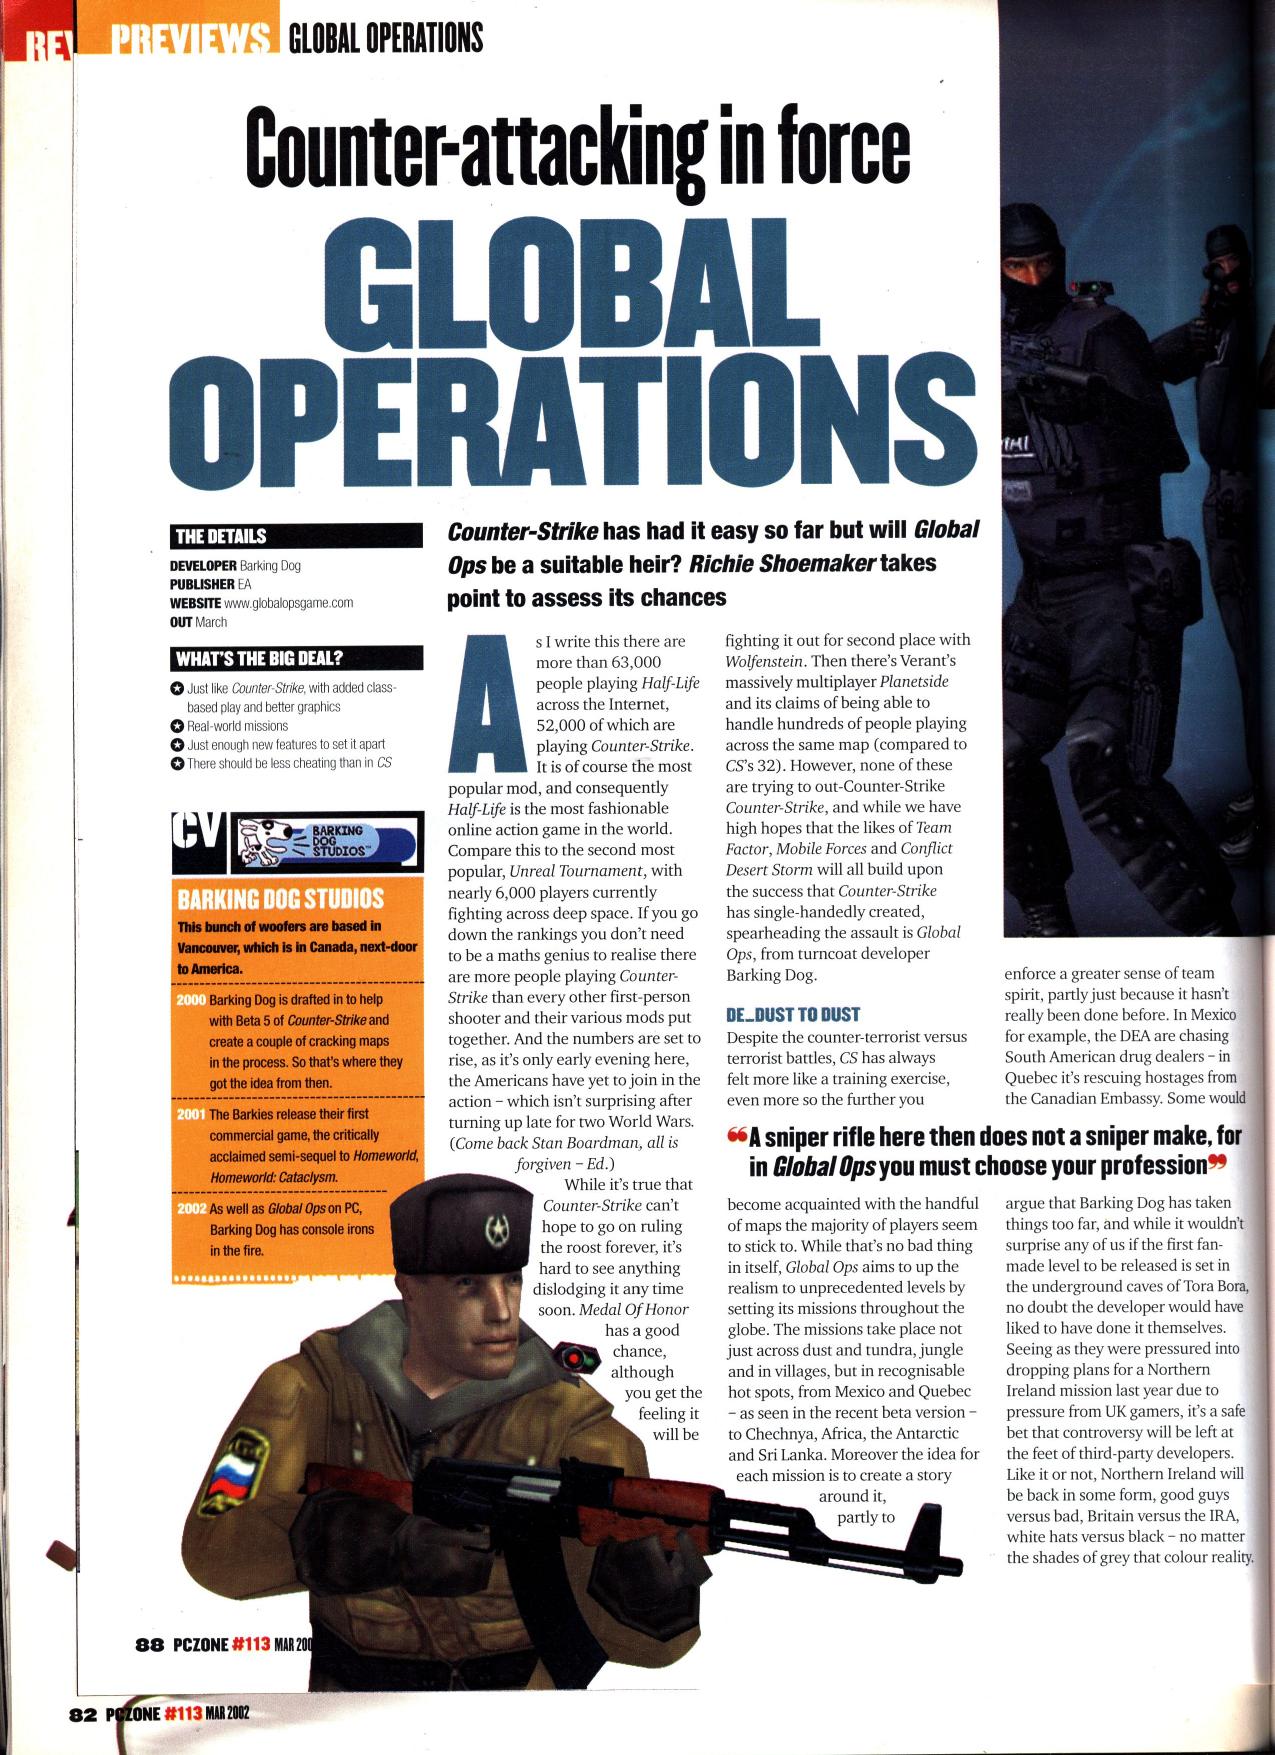 REV
PREVIEWS GLOBAL OPERATIONS
Counter-attacking in force
GLOBAL
OPERATIONS
THE DETAILS
DEVELOPER Barking Dog
PUBLISHER EA
WEBSITE www.globalopsgame.com
OUT March
WHAT'S THE BIG DEAL?
Just like Counter-Strike, with added class-
based play and better graphics
Real-world missions
Just enough new features to set it apart
There should be less cheating than in CS
CV
BARKING
DOG
STUDIOS™
BARKING DOG STUDIOS
This bunch of woofers are based in
Vancouver, which is in Canada, next-door
to America.
2000 Barking Dog is drafted in to help
with Beta 5 of Counter-Strike and
create a couple of cracking maps
in the process. So that's where they
got the idea from then.
2001 The Barkies release their first
commercial game, the critically
acclaimed semi-sequel to Homeworld,
Homeworld: Cataclysm.
2002 As well as Global Ops on PC,
Barking Dog has console irons
in the fire.
Counter-Strike has had it easy so far but will Global
Ops be a suitable heir? Richie Shoemaker takes
point to assess its chances
As I write this there are
more than 63,000
people playing Half-Life
across the Internet,
52,000 of which are
playing Counter-Strike.
It is of course the most
popular mod, and consequently
Half-Life is the most fashionable
online action game in the world.
Compare this to the second most
popular, Unreal Tournament, with
nearly 6,000 players currently
fighting across deep space. If you go
down the rankings you don't need
to be a maths genius to realise there
are more people playing Counter-
Strike than every other first-person
shooter and their various mods put
together. And the numbers are set to
rise, as it's only early evening here,
the Americans have yet to join in the
action – which isn't surprising after
turning up late for two World Wars.
(Come back Stan Boardman, all is
forgiven – Ed.)
While it's true that
Counter-Strike can't
hope to go on ruling
the roost forever, it's
hard to see anything
dislodging it any time
soon. Medal Of Honor
has a good
chance,
although
you get the
feeling it
will be
fighting it out for second place with
Wolfenstein. Then there's Verant's
massively multiplayer Planetside
and its claims of being able to
handle hundreds of people playing
across the same map (compared to
CS's 32). However, none of these
are trying to out-Counter-Strike
Counter-Strike, and while we have
high hopes that the likes of Team
Factor, Mobile Forces and Conflict
Desert Storm will all build upon
the success that Counter-Strike
has single-handedly created,
spearheading the assault is Global
Ops, from turncoat developer
Barking Dog.
DE_DUST TO DUST
Despite the counter-terrorist versus
terrorist battles, CS has always
felt more like a training exercise,
even more so the further you
become acquainted with the handful
of maps the majority of players seem
to stick to. While that's no bad thing
in itself, Global Ops aims to up the
realism to unprecedented levels by
setting its missions throughout the
globe. The missions take place not
just across dust and tundra, jungle
and in villages, but in recognisable
hot spots, from Mexico and Quebec
– as seen in the recent beta version –
to Chechnya, Africa, the Antarctic
and Sri Lanka. Moreover the idea for
each mission is to create a story
around it,
partly to
enforce a greater sense of team
spirit, partly just because it hasn't
really been done before. In Mexico
for example, the DEA are chasing
South American drug dealers – in
Quebec it's rescuing hostages from
the Canadian Embassy. Some would
“A sniper rifle here then does not a sniper make, for
in Global Ops you must choose your profession”
argue that Barking Dog has taken
things too far, and while it wouldn't
surprise any of us if the first fan-
made level to be released is set in
the underground caves of Tora Bora,
no doubt the developer would have
liked to have done it themselves.
Seeing as they were pressured into
dropping plans for a Northern
Ireland mission last year due to
pressure from UK gamers, it's a safe
bet that controversy will be left at
the feet of third-party developers.
Like it or not, Northern Ireland will
be back in some form, good guys
versus bad, Britain versus the IRA,
white hats versus black – no matter
the shades of grey that colour reality.
88 PCZONE #113 MAR 200
82 PCZONE #113 MAR 2002